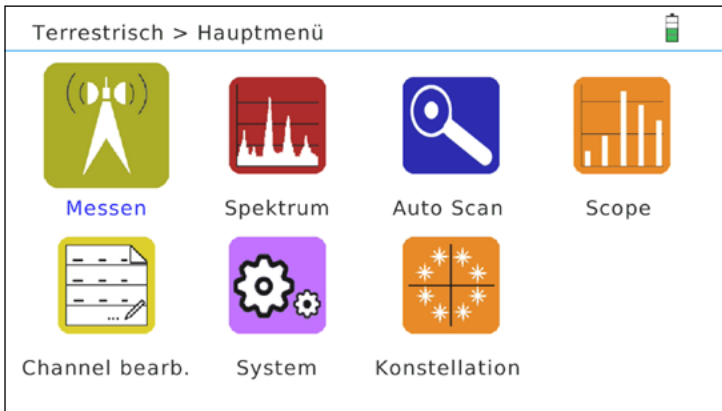 Terrestrisch > Hauptmenü
Messen Spektrum Auto Scan Scope
Channel bearb. System Konstellation